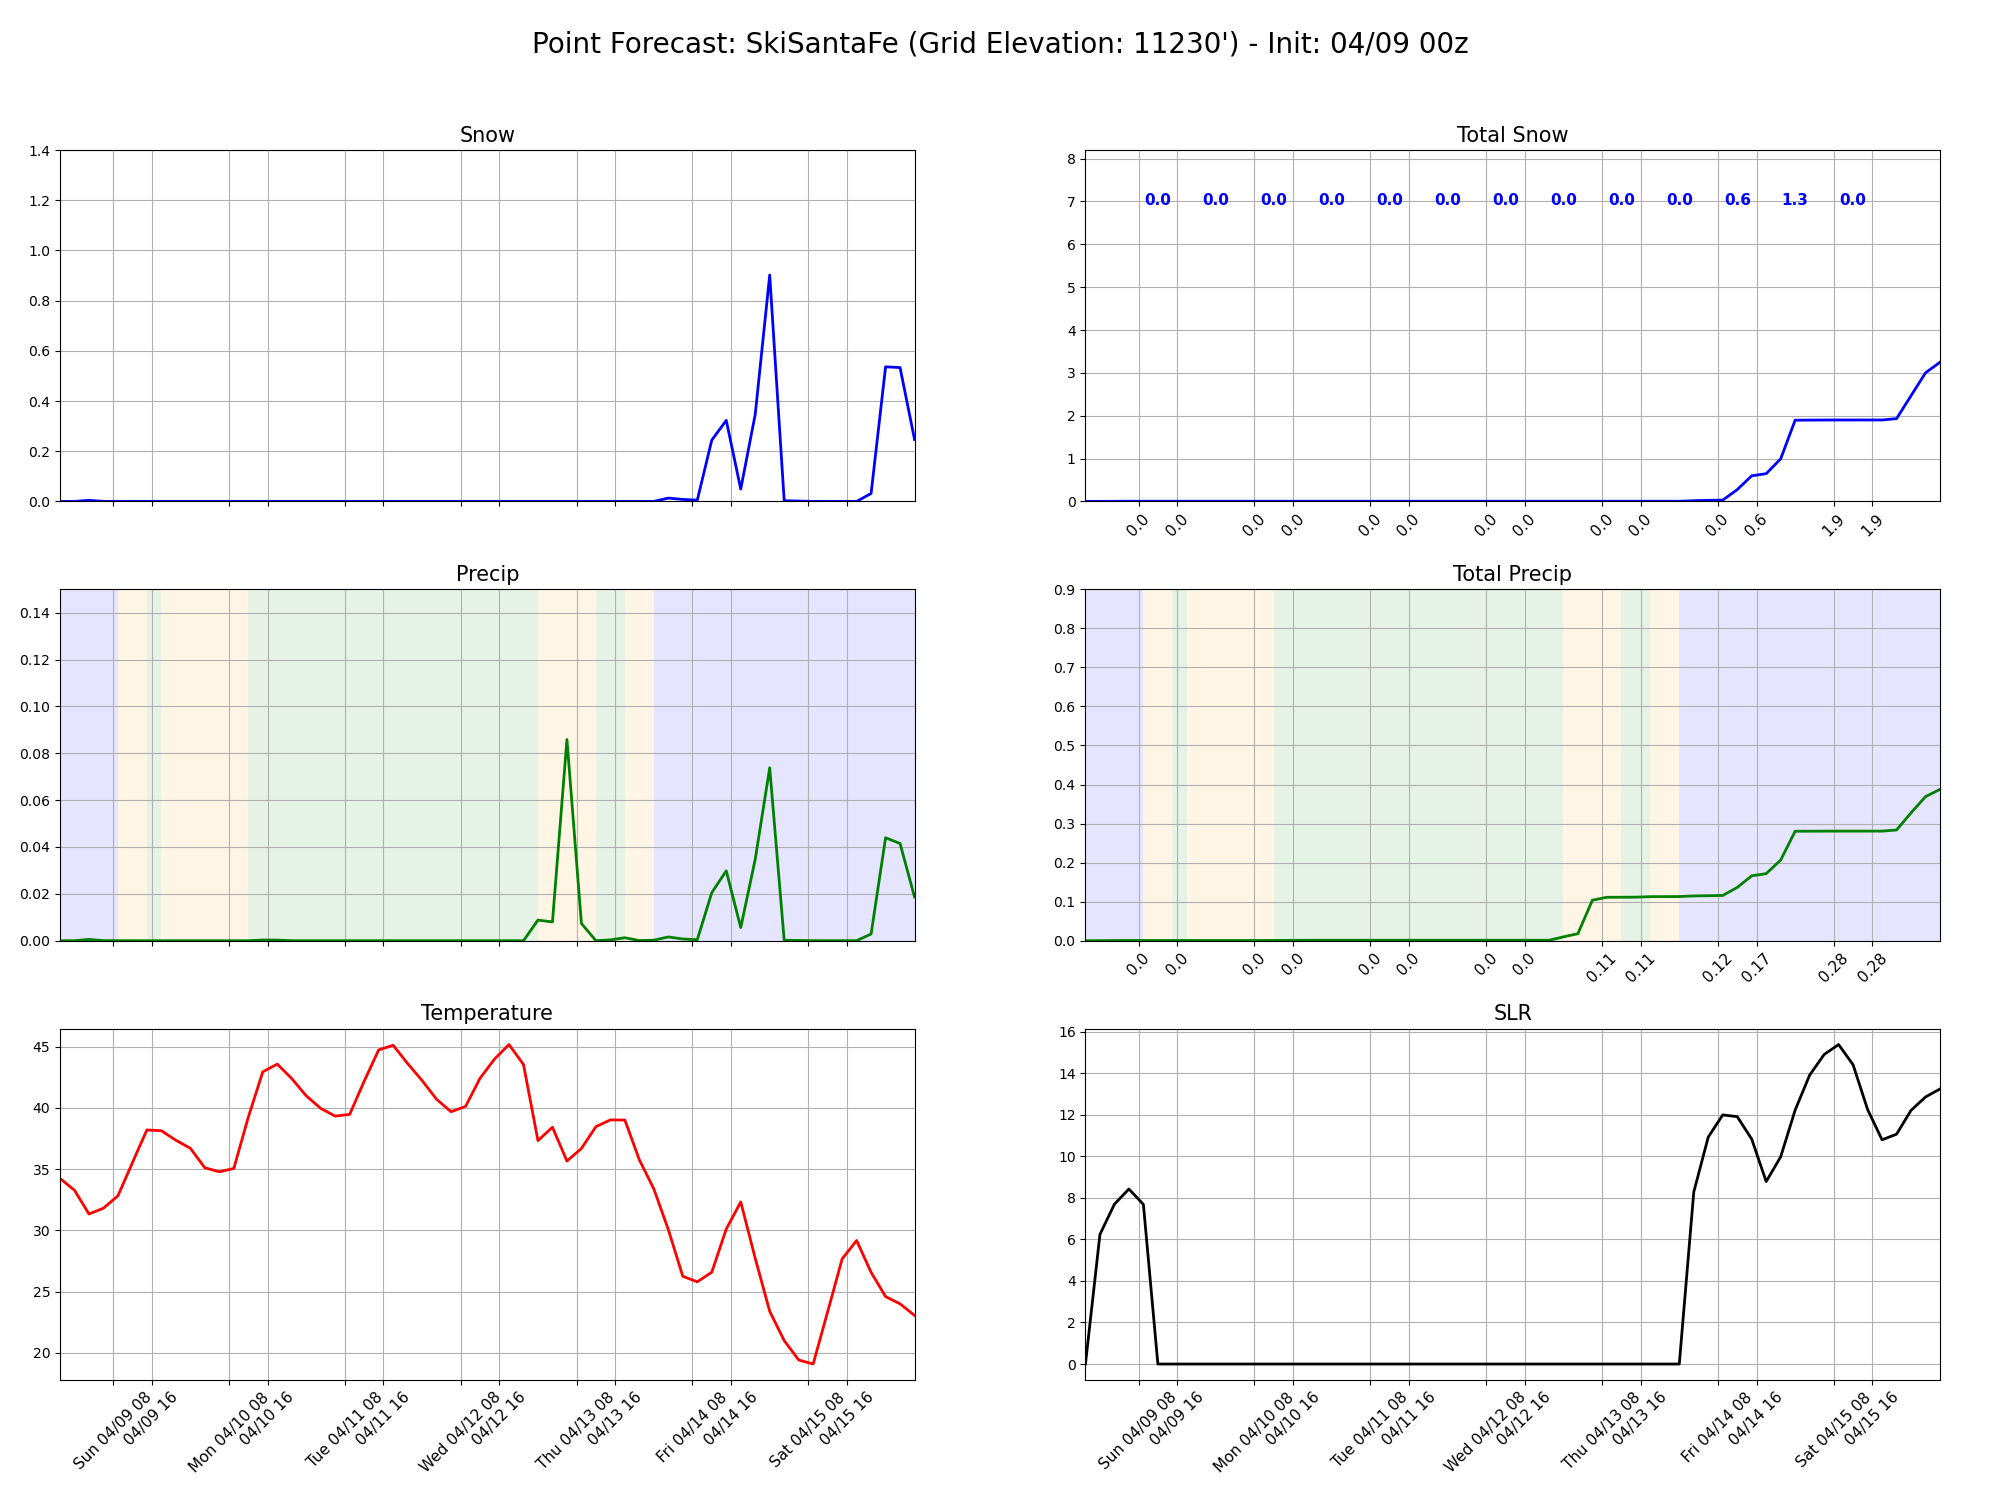 Point Forecast: SkiSantaFe (Grid Elevation: 11230') - Init: 04/09 00z
Snow
1.4
1.2
1.0
0.8
0.6
0.4
0.2
0.0
Total Snow
8
7
6
5
4
3
2
1
0
0.0 0.0 0.0 0.0 0.0 0.0 0.0 0.0 0.0 0.0 0.6 1.3 0.0
0.0 0.0 0.0 0.0 0.0 0.0 0.0 0.0 0.0 0.0 0.0 0.6 1.9 1.9
Precip
0.14
0.12
0.10
0.08
0.06
0.04
0.02
0.00
Total Precip
0.9
0.8
0.7
0.6
0.5
0.4
0.3
0.2
0.1
0.0
0.0 0.0 0.0 0.0 0.0 0.0 0.0 0.0 0.11 0.11 0.12 0.17 0.28 0.28
Temperature
45
40
35
30
25
20
Sun 04/09 08
04/09 16
Mon 04/10 08
04/10 16
Tue 04/11 08
04/11 16
Wed 04/12 08
04/12 16
Thu 04/13 08
04/13 16
Fri 04/14 08
04/14 16
Sat 04/15 08
04/15 16
SLR
16
14
12
10
8
6
4
2
0
Sun 04/09 08
04/09 16
Mon 04/10 08
04/10 16
Tue 04/11 08
04/11 16
Wed 04/12 08
04/12 16
Thu 04/13 08
04/13 16
Fri 04/14 08
04/14 16
Sat 04/15 08
04/15 16